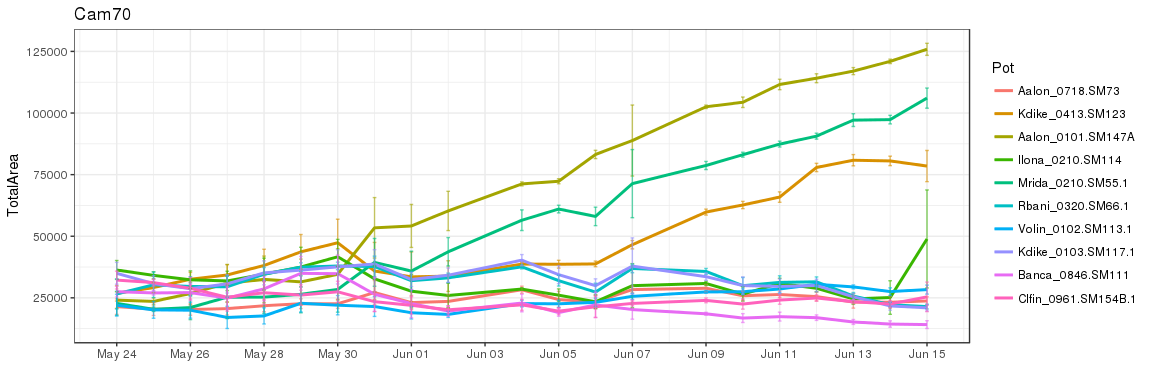 Cam70
TotalArea
125000
100000
75000
50000
25000
May 24 May 26 May 28 May 30 Jun 01 Jun 03 Jun 05 Jun 07 Jun 09 Jun 11 Jun 13 Jun 15
Pot
Aalon_0718.SM73
Kdike_0413.SM123
Aalon_0101.SM147A
Ilona_0210.SM114
Mrida_0210.SM55.1
Rbani_0320.SM66.1
Volin_0102.SM113.1
Kdike_0103.SM117.1
Banca_0846.SM111
Clfin_0961.SM154B.1